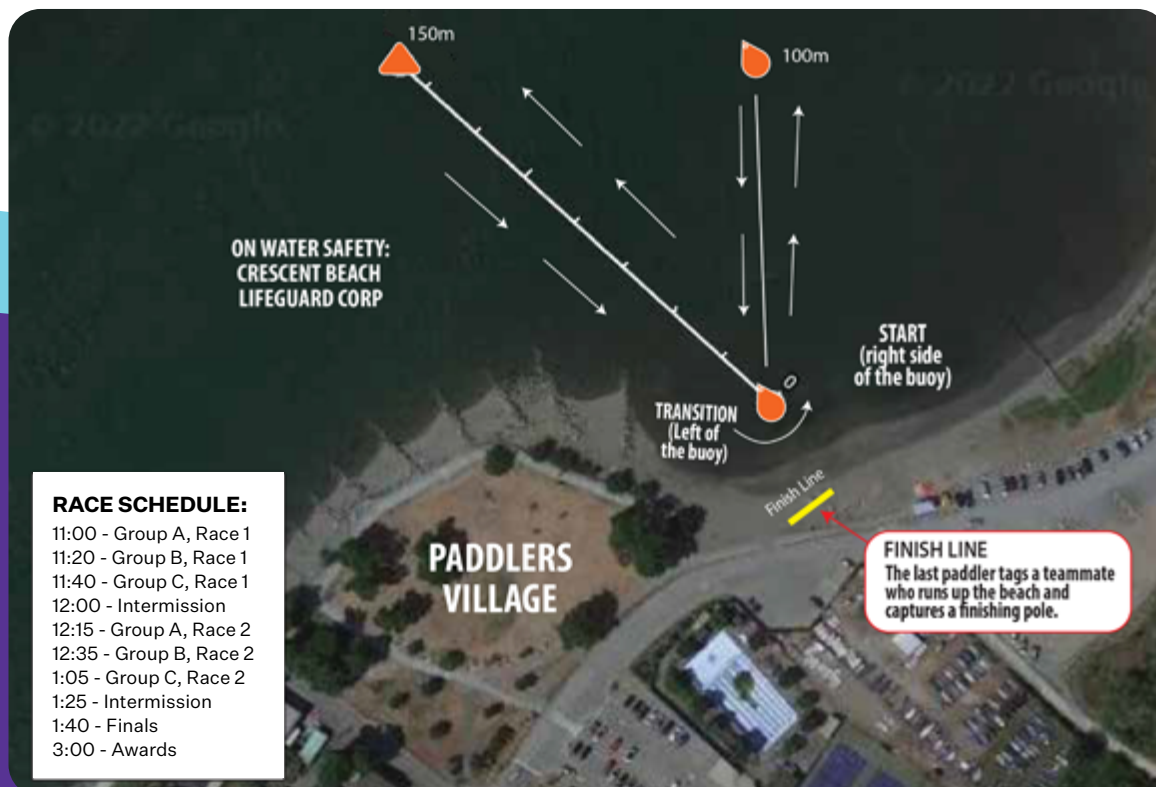 150m
100m
© 2022 Google
© 2022 Google
ON WATER SAFETY:
CRESCENT BEACH
LIFEGUARD CORP
START
(right side
of the buoy)
0
TRANSITION
(Left of
the buoy)
Finish Line
PADDLERS
VILLAGE
FINISH LINE
The last paddler tags a teammate
who runs up the beach and
captures a finishing pole.
RACE SCHEDULE:
11:00 - Group A, Race 1
11:20 - Group B, Race 1
11:40 - Group C, Race 1
12:00 - Intermission
12:15 - Group A, Race 2
12:35 - Group B, Race 2
1:05 - Group C, Race 2
1:25 - Intermission
1:40 - Finals
3:00 - Awards